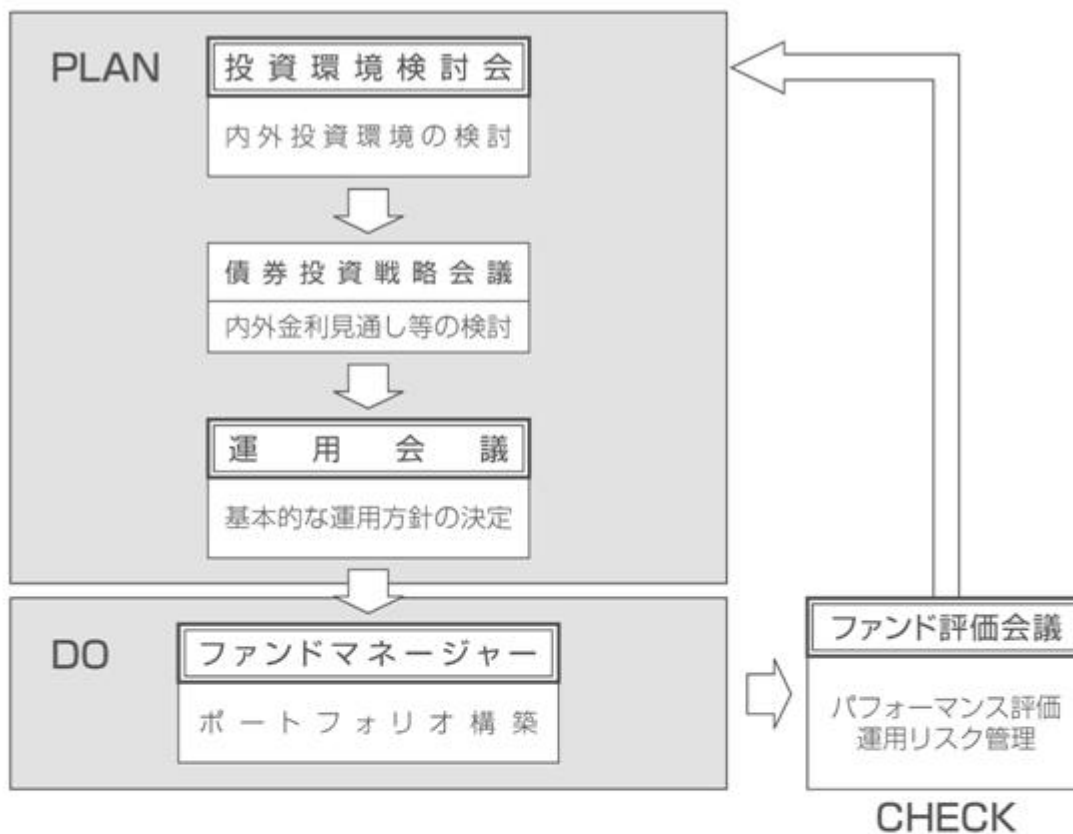 PLAN
投資環境検討会
内外投資環境の検討
債券投資戦略会議
内外金利見通し等の検討
運用会議
基本的な運用方針の決定
DO
ファンドマネージャー
ポートフォリオ構築
ファンド評価会議
パフォーマンス評価
運用リスク管理
CHECK